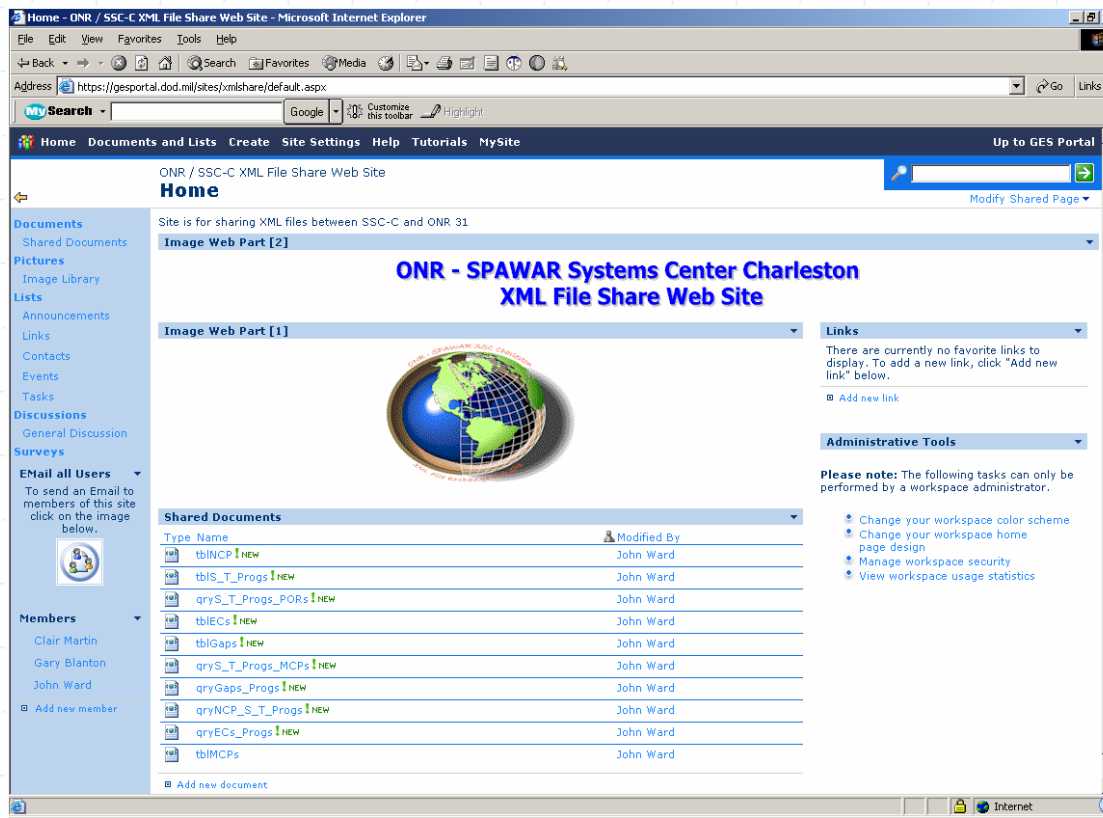 Home - ONR / SSC-C XML File Share Web Site - Microsoft Internet Explorer
File Edit View Favorites Tools Help
Back Search Favorites Media
Address https://gesportal.dod.mil/sites/xmlshare/default.aspx Go Links
My Search Google Customize this toolbar Highlight
Home Documents and Lists Create Site Settings Help Tutorials MySite Up to GES Portal
ONR / SSC-C XML File Share Web Site
Home
Modify Shared Page
Documents
Shared Documents
Pictures
Image Library
Lists
Announcements
Links
Contacts
Events
Tasks
Discussions
General Discussion
Surveys
EMail all Users
To send an Email to
members of this site
click on the image
below.
Members
Clair Martin
Gary Blanton
John Ward
Add new member
Site is for sharing XML files between SSC-C and ONR 31
Image Web Part [2]
ONR - SPAWAR Systems Center Charleston
XML File Share Web Site
Image Web Part [1]
ONR - SPAWAR SSC Charleston
Shared Documents
Type Name Modified By
tblNCP ! NEW John Ward
tblS_T_Progs ! NEW John Ward
qryS_T_Progs_PORs ! NEW John Ward
tblECs ! NEW John Ward
tblGaps ! NEW John Ward
qryS_T_Progs_MCPs ! NEW John Ward
qryGaps_Progs ! NEW John Ward
qryNCP_S_T_Progs ! NEW John Ward
qryECs_Progs ! NEW John Ward
tblMCPs John Ward
Add new document
Links
There are currently no favorite links to
display. To add a new link, click "Add new
link" below.
Add new link
Administrative Tools
Please note: The following tasks can only be
performed by a workspace administrator.
Change your workspace color scheme
Change your workspace home
page design
Manage workspace security
View workspace usage statistics
Internet